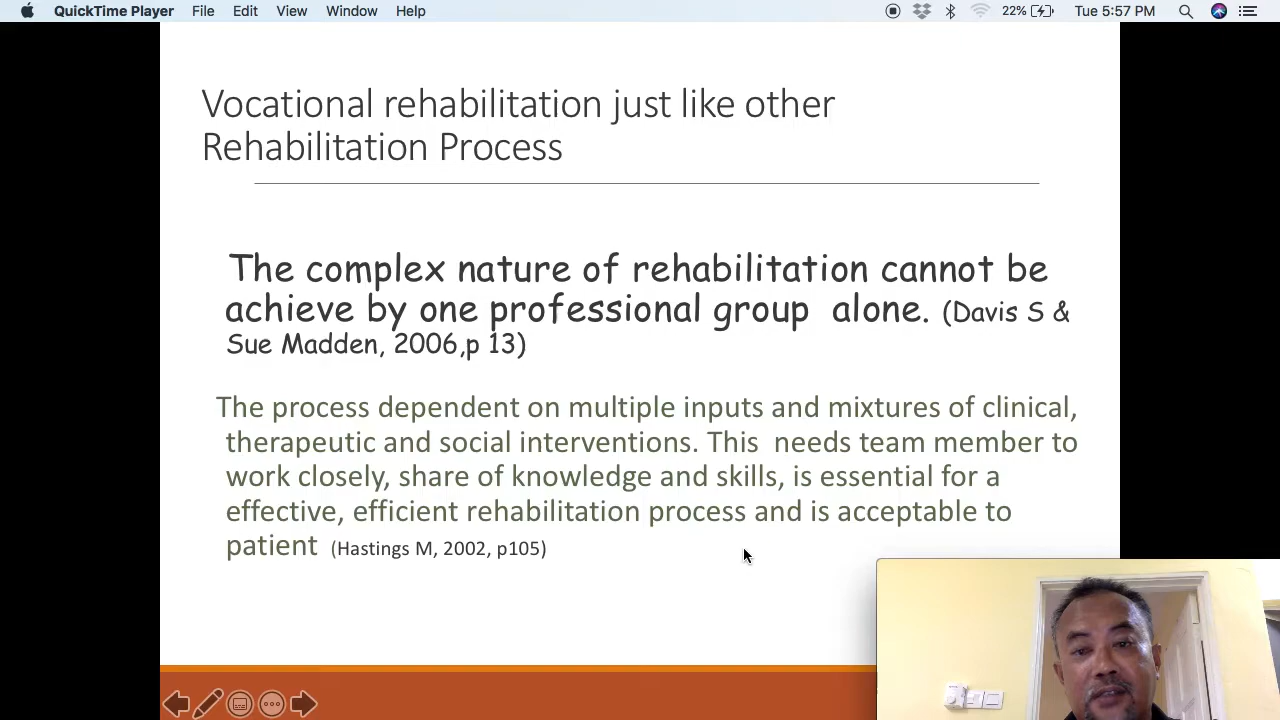 QuickTime Player File Edit View Window Help 22% Tue 5:57 PM
Vocational rehabilitation just like other
Rehabilitation Process
The complex nature of rehabilitation cannot be
achieve by one professional group alone. (Davis S &
Sue Madden, 2006,p 13)
The process dependent on multiple inputs and mixtures of clinical,
therapeutic and social interventions. This needs team member to
work closely, share of knowledge and skills, is essential for a
effective, efficient rehabilitation process and is acceptable to
patient (Hastings M, 2002, p105)